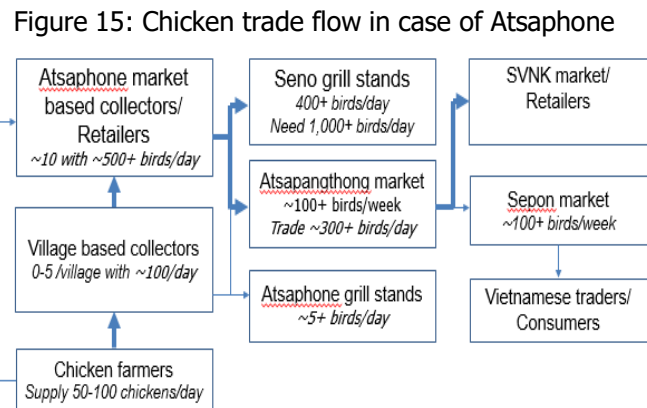 Figure 15: Chicken trade flow in case of Atsaphone
Atsaphone market
based collectors/
Retailers
~10 with ~500+ birds/day
Village based collectors
0-5 /village with ~100/day
Chicken farmers
Supply 50-100 chickens/day
Seno grill stands
400+ birds/day
Need 1,000+ birds/day
Atsapangthong market
~100+ birds/week
Trade ~300+ birds/day
Atsaphone grill stands
~5+ birds/day
SVNK market/
Retailers
Sepon market
~100+ birds/week
Vietnamese traders/
Consumers